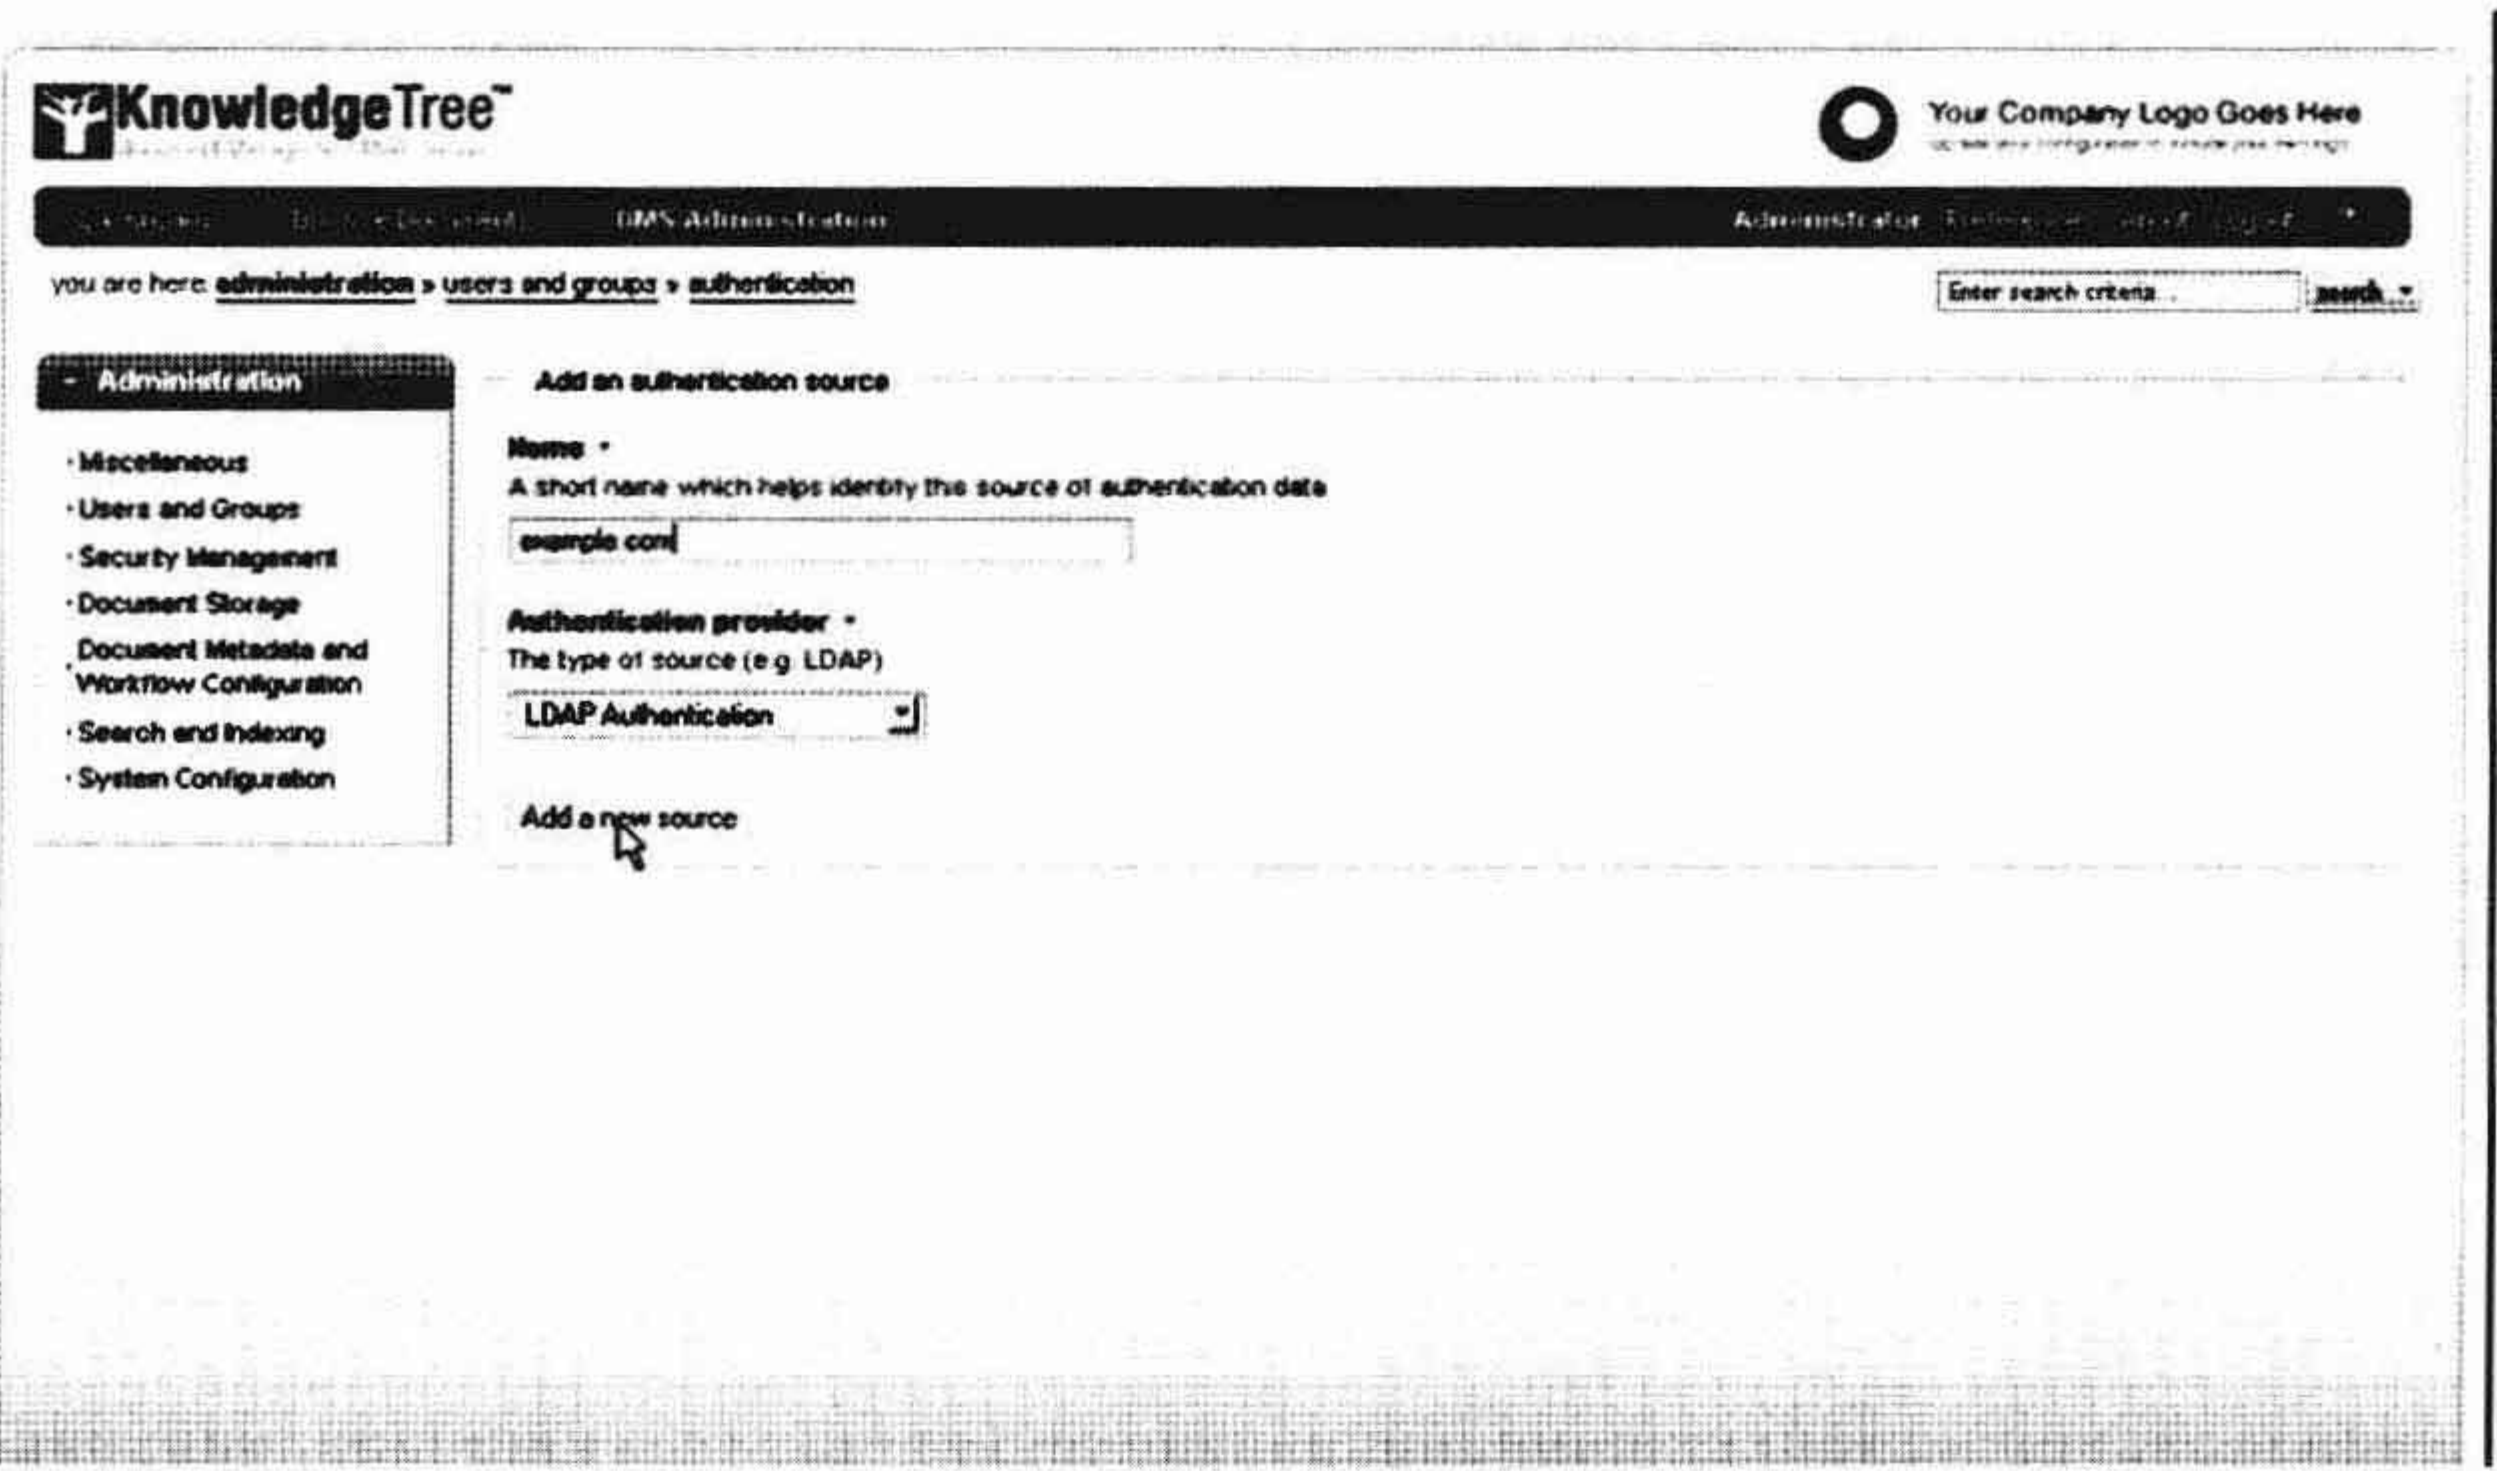 KnowledgeTree™
Your Company Logo Goes Here
DMS Administration
Administrator
you are here: administration » users and groups » authentication
Enter search criteria...
search
- Administration
Add an authentication source
· Miscellaneous
· Users and Groups
· Security Management
· Document Storage
· Document Metadata and
Workflow Configuration
· Search and Indexing
· System Configuration
Name
A short name which helps identify this source of authentication data
example.com
Authentication provider
The type of source (e.g. LDAP)
LDAP Authentication
Add a new source